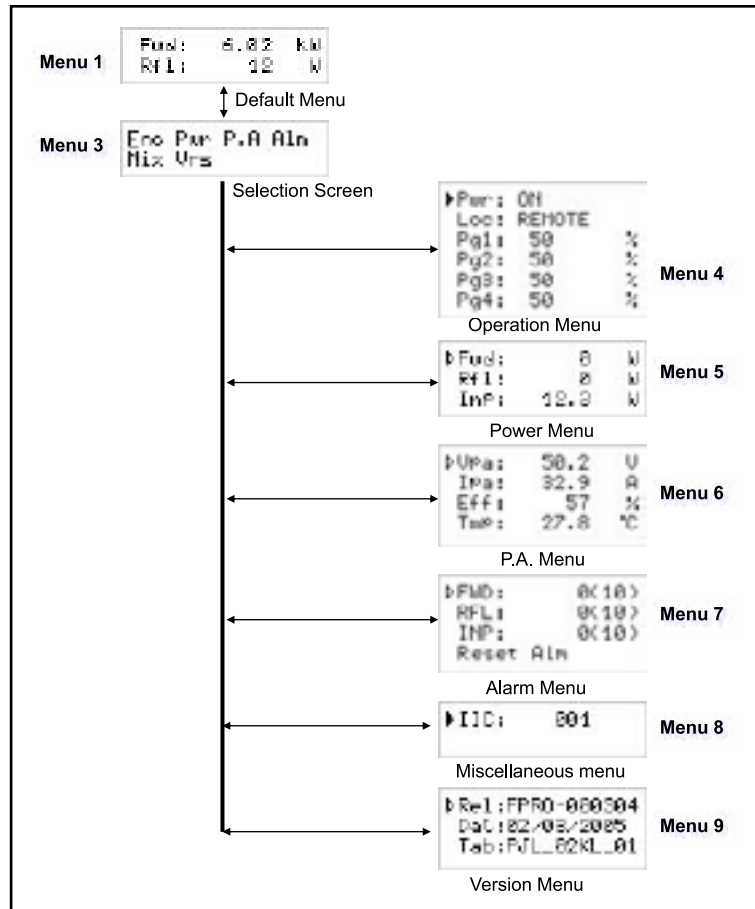 Menu 1
Fwd: 6.02 kW
Rfl: 12 W
Default Menu
Menu 3
Eno Pwr P.A Alm
Mix Vrs
Selection Screen
Pwr: ON
Loc: REMOTE
Pg1: 50 %
Pg2: 50 %
Pg3: 50 %
Pg4: 50 %
Menu 4
Operation Menu
Fwd: 0 W
Rfl: 0 W
Inp: 12.3 W
Menu 5
Power Menu
Vpa: 50.2 V
Ipa: 32.9 A
Eff: 57 %
Tmp: 27.8 °C
Menu 6
P.A. Menu
FWD: 0(10)
RFL: 0(10)
INP: 0(10)
Reset Alm
Menu 7
Alarm Menu
IIC: 001
Menu 8
Miscellaneous menu
Rel:FPRO-080304
Dat:02/08/2005
Menu 9
Version Menu